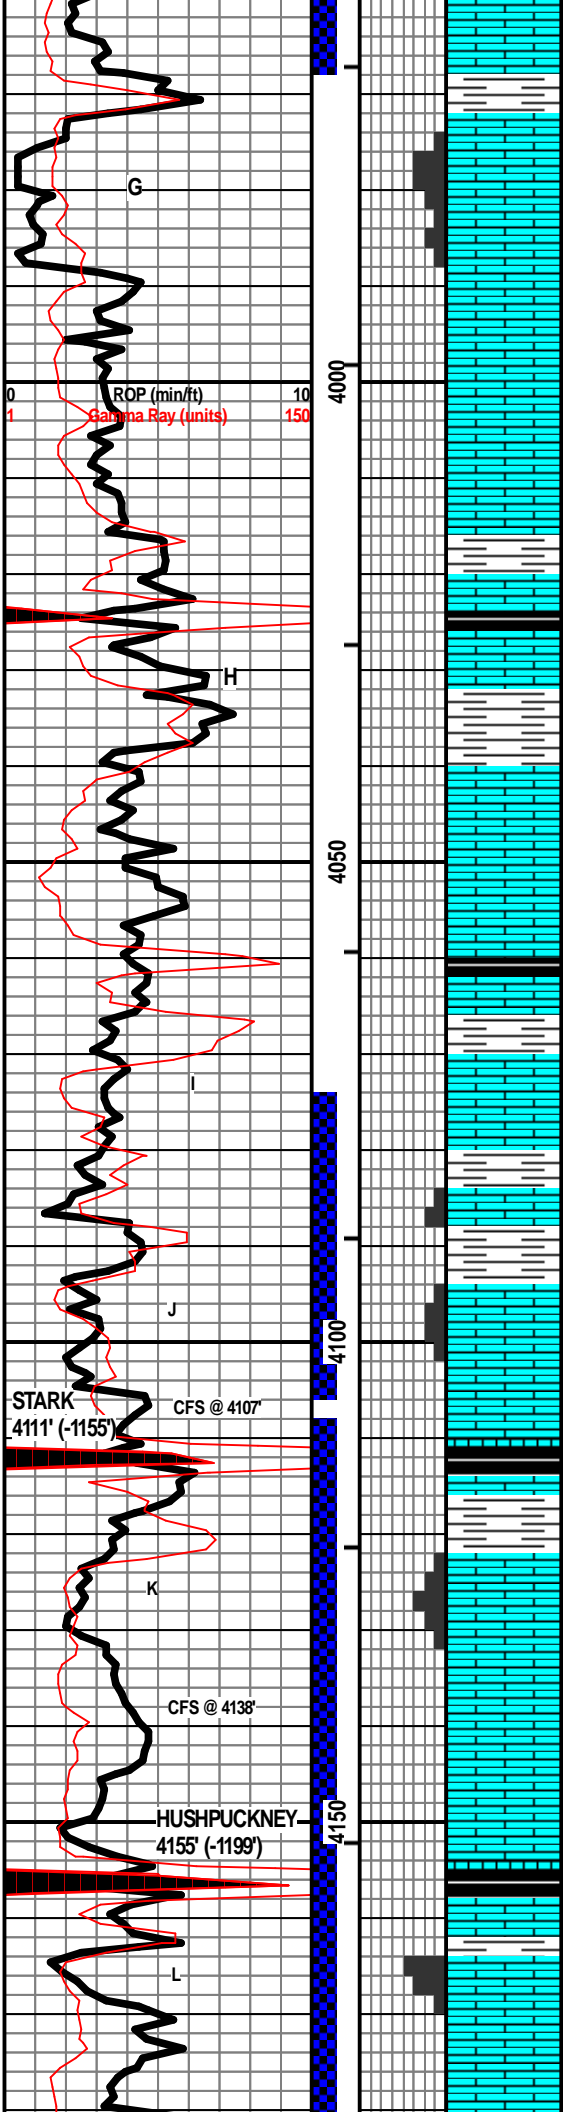 G
4000
0 ROP (min/ft) 10
1 Gamma Ray (units) 150
H
4050
I
J
4100
STARK
4111' (-1155')
CFS @ 4107'
K
CFS @ 4138'
HUSHPUCKNEY
4155' (-1199')
4150
L